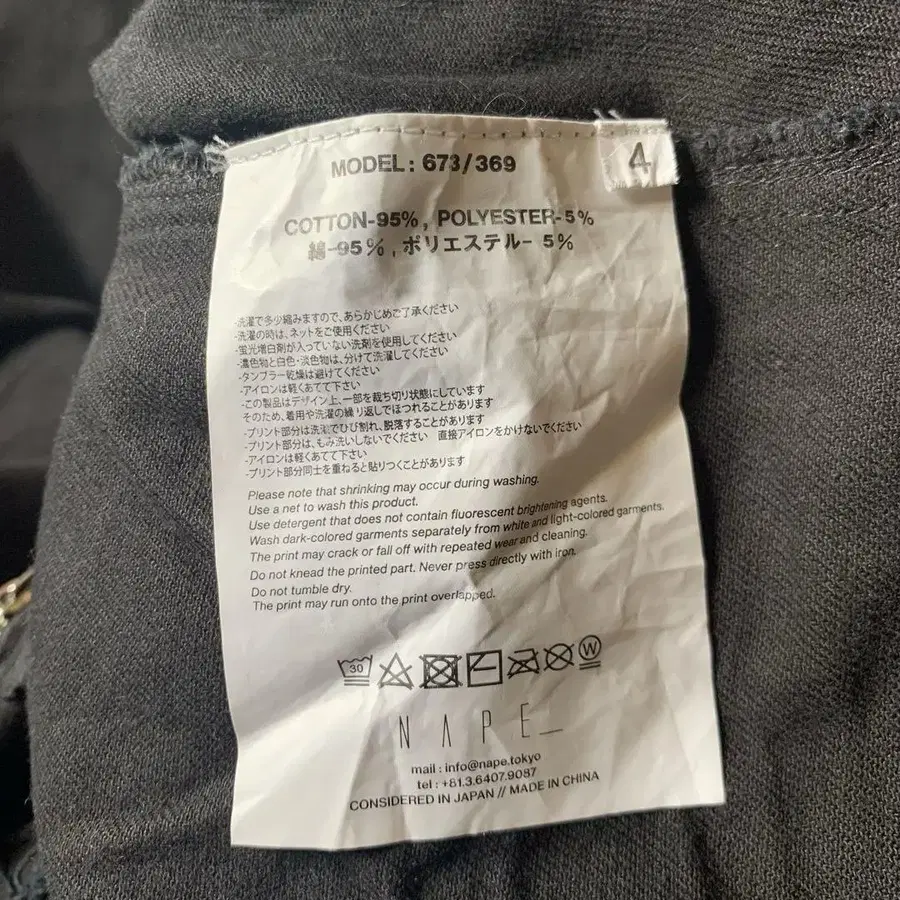 MODEL: 673/369
4
COTTON-95%, POLYESTER-5%
綿-95%, ポリエステル- 5%
-洗濯で多少縮みますので、あらかじめご了承ください
-洗濯の時は、ネットをご使用ください
-蛍光増白剤が入っていない洗剤を使用してください
-濃色物と白色・淡色物は、分けて洗濯してください
-タンブラー乾燥は避けてください
-アイロンは軽くあてて下さい
-この製品はデザイン上、一部を裁ち切り状態にしています
そのため、着用や洗濯の繰り返しでほつれることがあります
-プリント部分は洗濯でひび割れ、脱落することがあります
-プリント部分は、もみ洗いしないでください 直接アイロンをかけないでください
-アイロンは軽くあてて下さい
-プリント部分同士を重ねると貼りつくことがあります
Please note that shrinking may occur during washing.
Use a net to wash this product.
Use detergent that does not contain fluorescent brightening agents.
Wash dark-colored garments separately from white and light-colored garments.
The print may crack or fall off with repeated wear and cleaning.
Do not knead the printed part. Never press directly with iron.
Do not tumble dry.
The print may run onto the print overlapped.
30 W
NAPE_
mail : info@nape.tokyo
tel : +81.3.6407.9087
CONSIDERED IN JAPAN // MADE IN CHINA